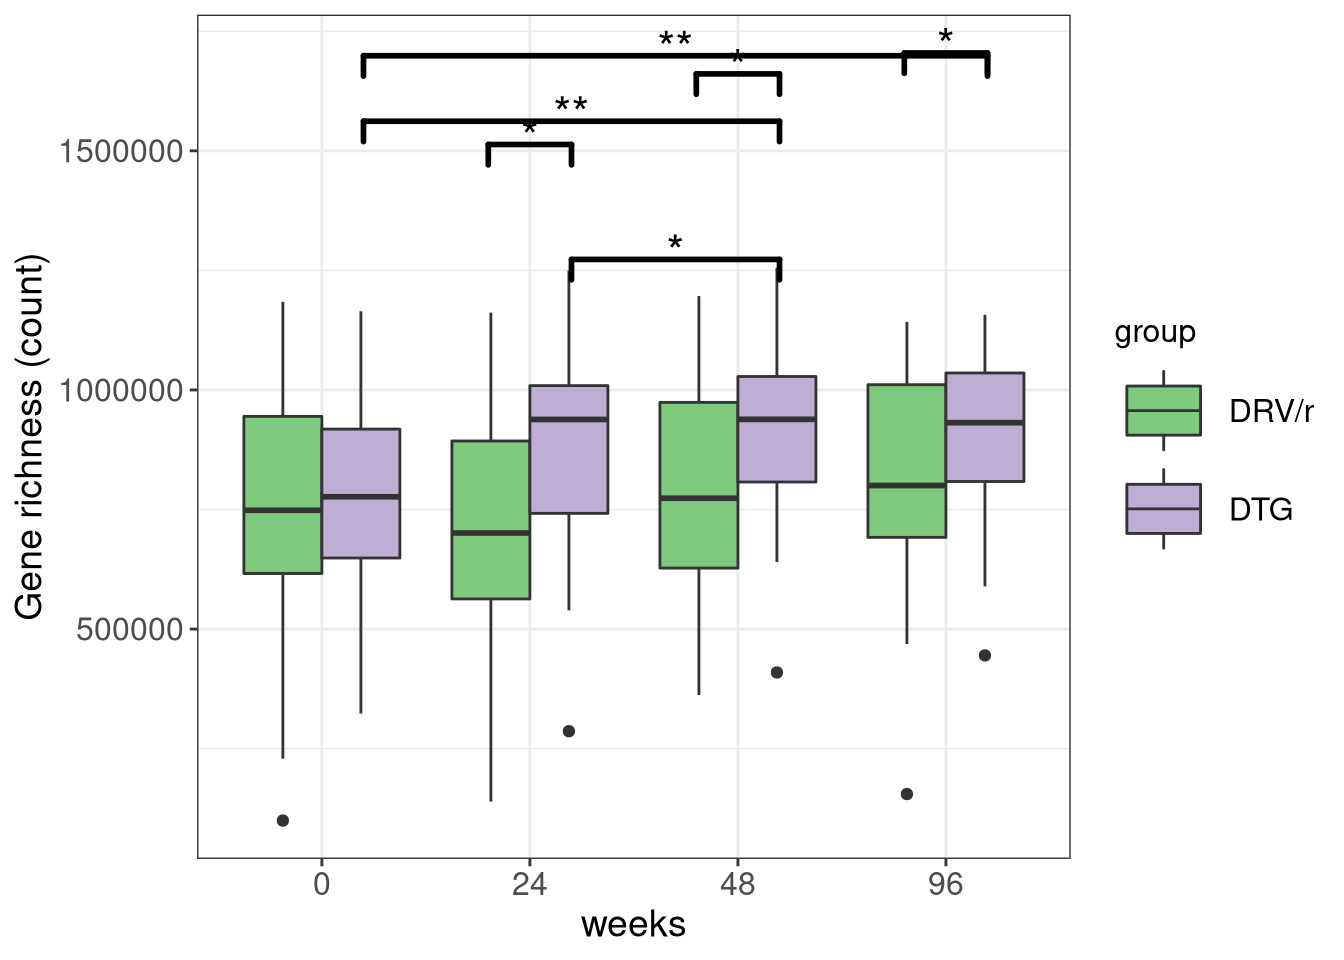 **
*
*
**
*
*
1500000
1000000
500000
Gene richness (count)
0 24 48 96
weeks
group
DRV/r
DTG